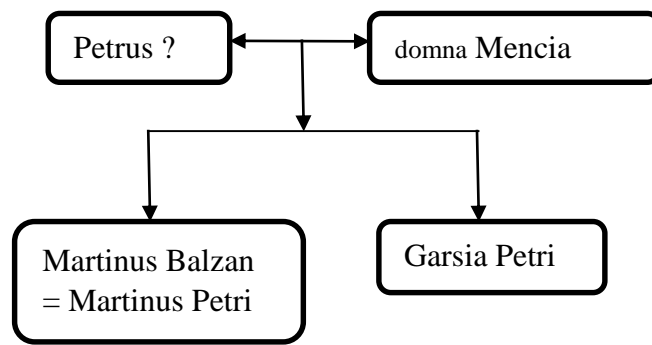 Petrus ?
domna Mencia
Martinus Balzan
= Martinus Petri
Garsia Petri